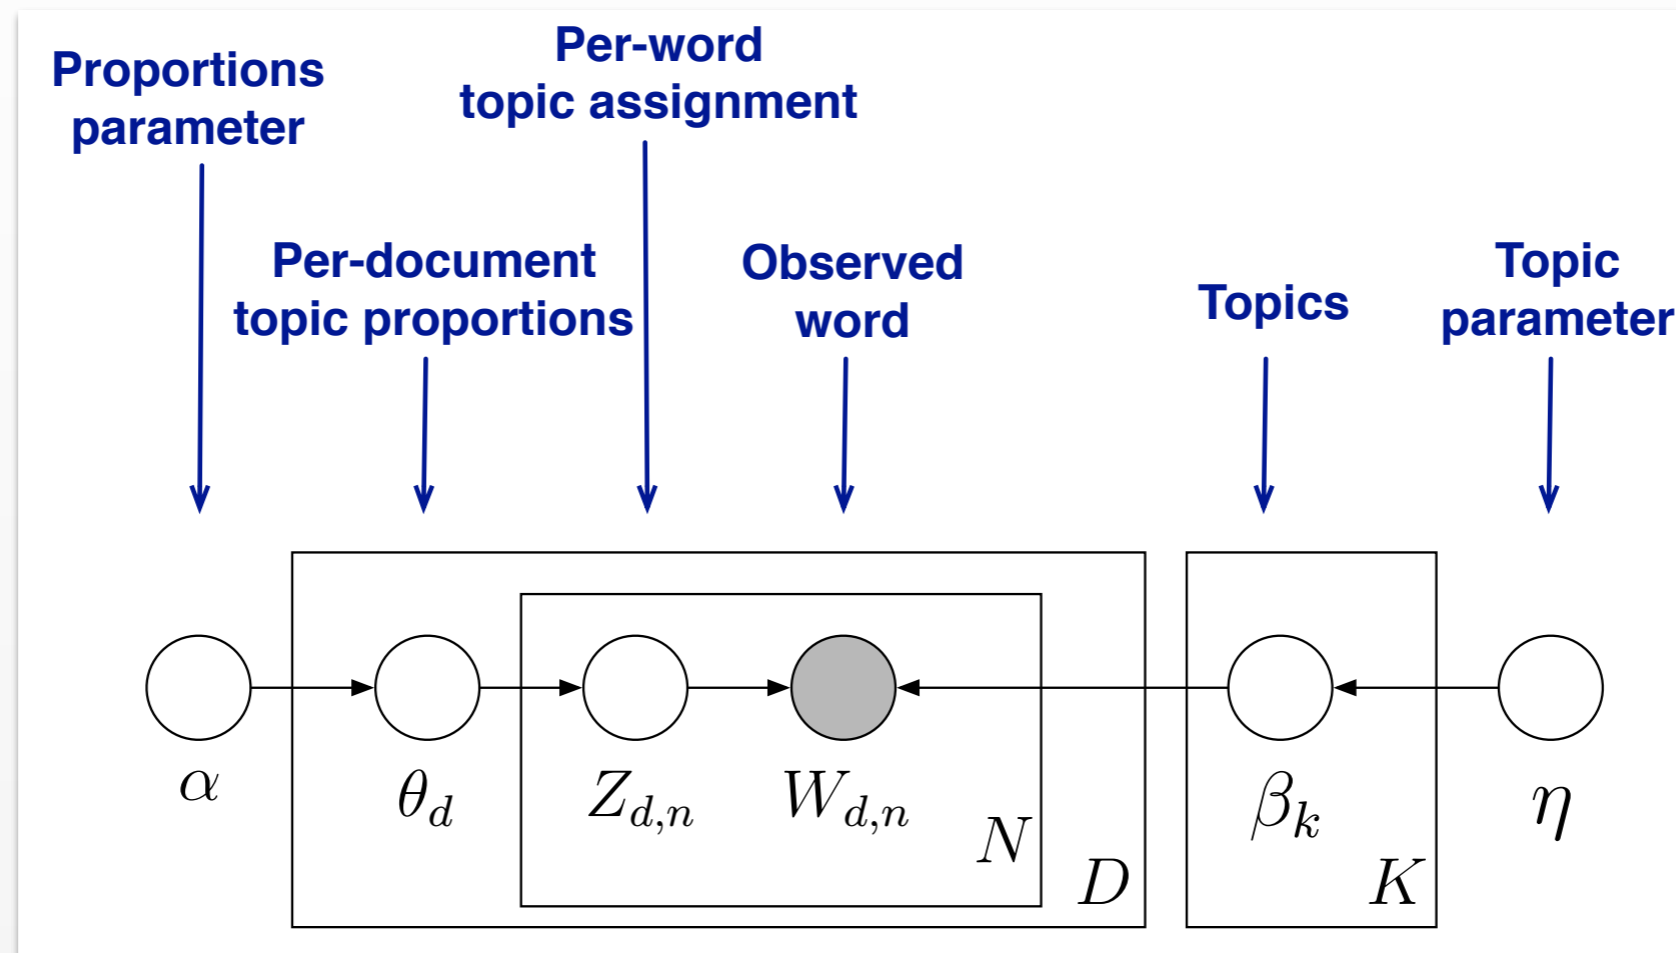 Proportions
parameter
Per-word
topic assignment
Per-document
topic proportions
Observed
word
Topics
Topic
parameter
α
θ_d
Z_{d,n}
W_{d,n}
N
D
β_k
K
η